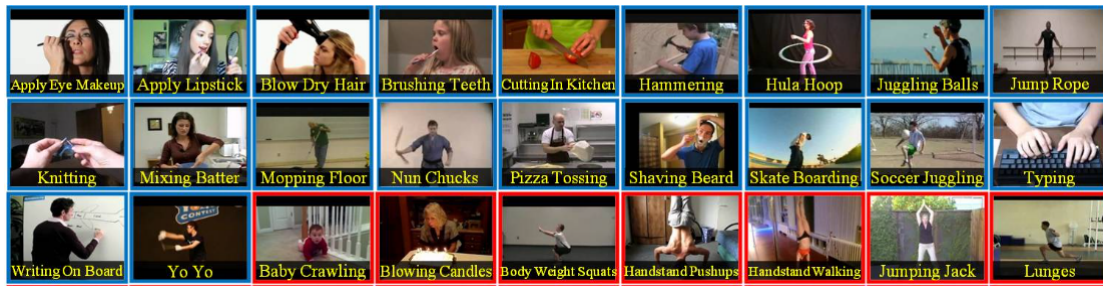 Apply Eye Makeup
Apply Lipstick
Blow Dry Hair
Brushing Teeth
Cutting In Kitchen
Hammering
Hula Hoop
Juggling Balls
Jump Rope
Knitting
Mixing Batter
Mopping Floor
Nun Chucks
Pizza Tossing
Shaving Beard
Skate Boarding
Soccer Juggling
Typing
Writing On Board
CONTEST
Yo Yo
Baby Crawling
Blowing Candles
Body Weight Squats
Handstand Pushups
Handstand Walking
Jumping Jack
Lunges